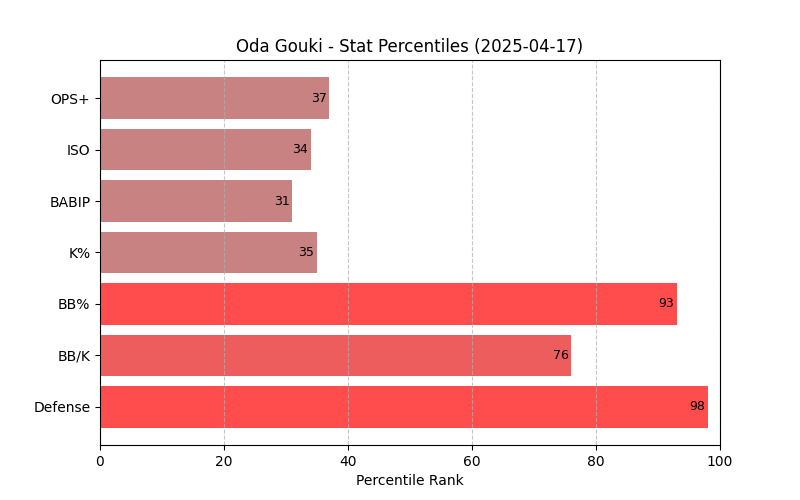 Oda Gouki - Stat Percentiles (2025-04-17)
OPS+ 37
ISO 34
BABIP 31
K% 35
BB% 93
BB/K 76
Defense 98
0 20 40 60 80 100
Percentile Rank